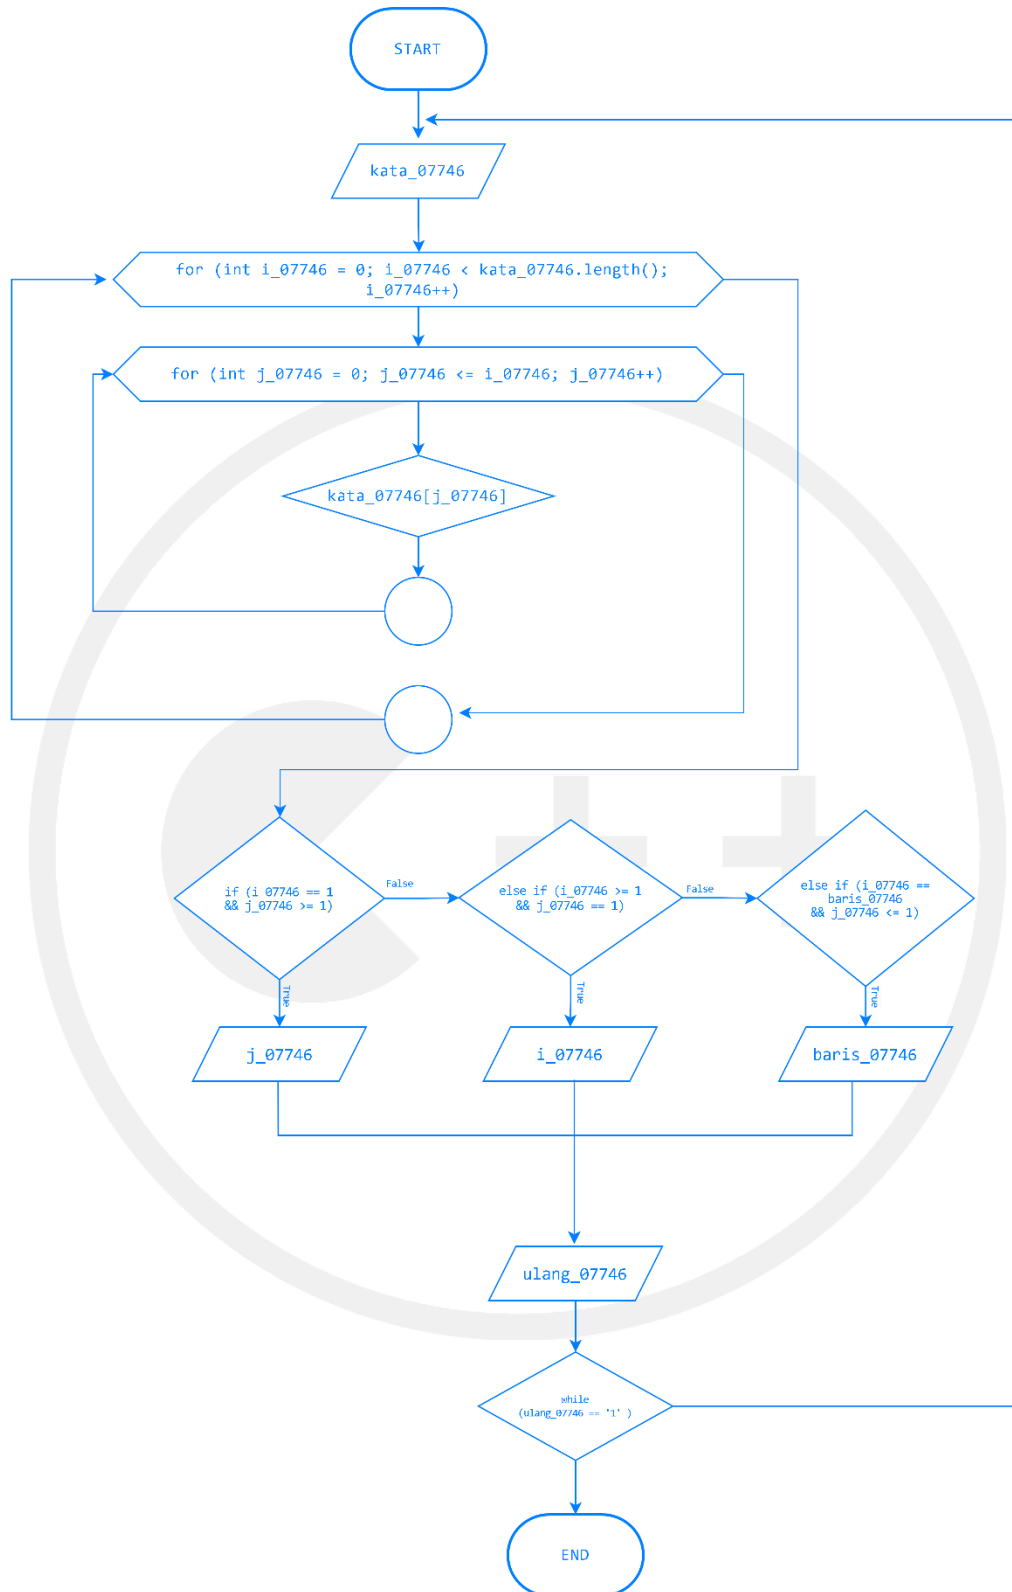 START
kata_07746
for (int i_07746 = 0; i_07746 < kata_07746.length();
i_07746++)
for (int j_07746 = 0; j_07746 <= i_07746; j_07746++)
kata_07746[j_07746]
if (i_07746 == 1
&& j_07746 >= 1)
False
else if (i_07746 >= 1
&& j_07746 == 1)
False
else if (i_07746 ==
baris_07746
&& j_07746 <= 1)
True
True
True
j_07746
i_07746
baris_07746
ulang_07746
while
(ulang_07746 == '1' )
END